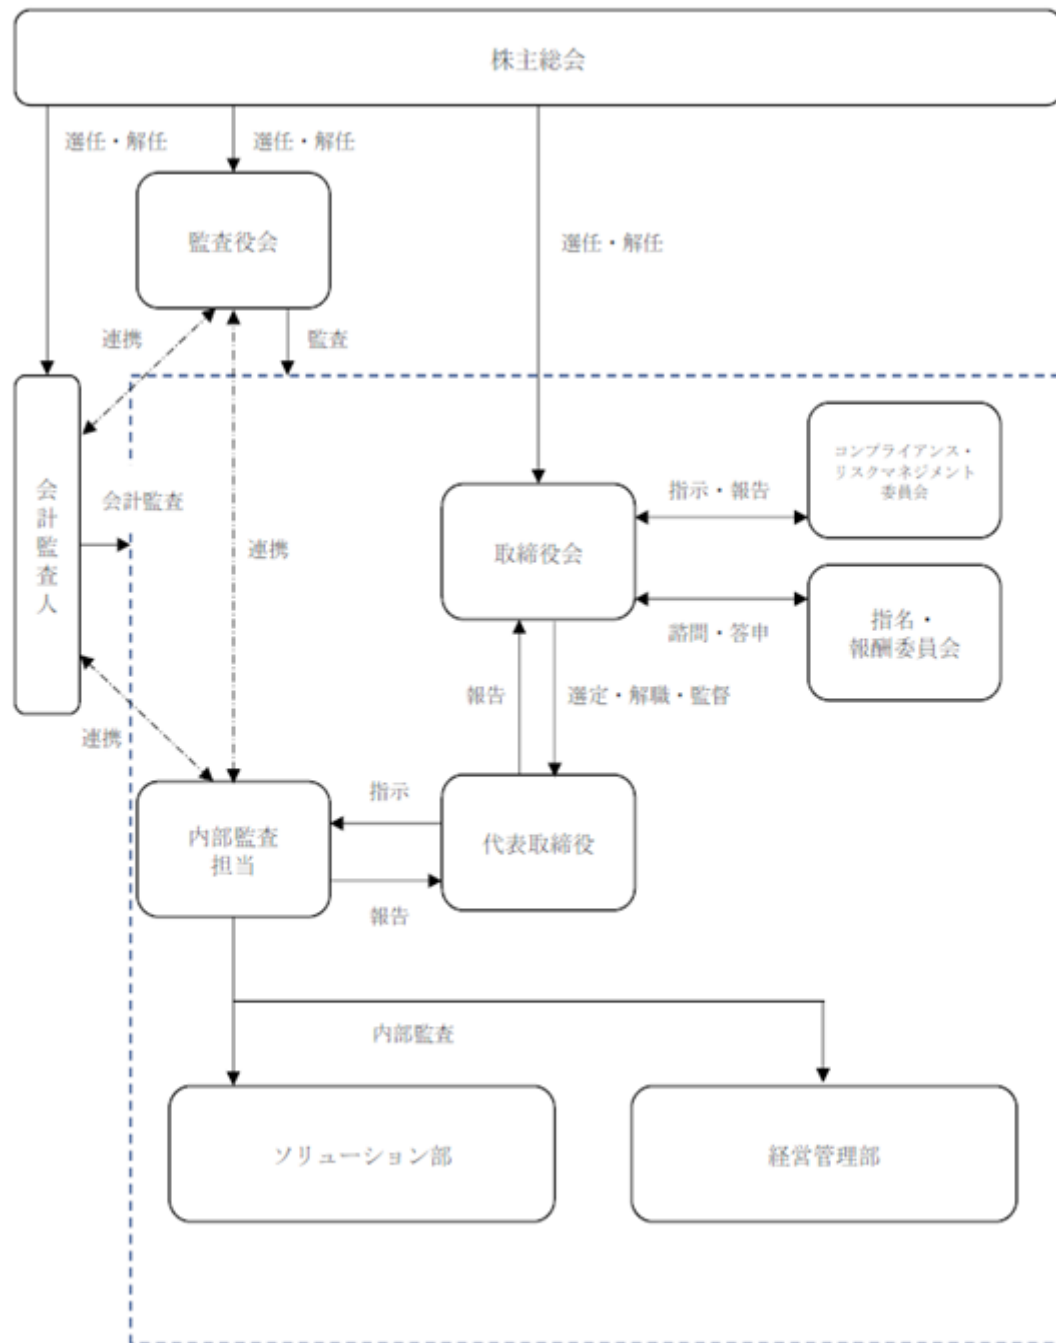 株主総会
選任・解任
選任・解任
監査役会
選任・解任
連携
監査
会
計
監
査
人
会計監査
連携
コンプライアンス・
リスクマネジメント
委員会
指示・報告
取締役会
指名・
報酬委員会
諮問・答申
報告
選定・解職・監督
連携
内部監査
担当
指示
代表取締役
報告
内部監査
ソリューション部
経営管理部